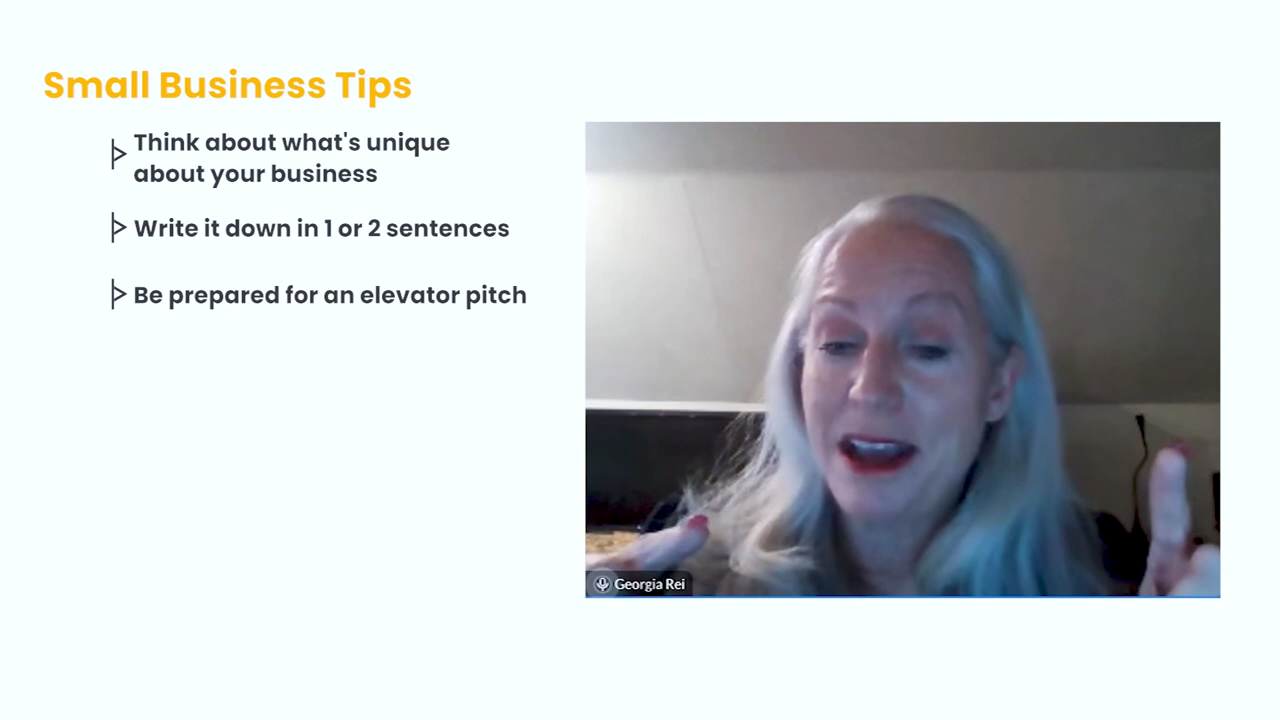 Small Business Tips
Think about what's unique
about your business
Write it down in 1 or 2 sentences
Be prepared for an elevator pitch
Georgia Rei